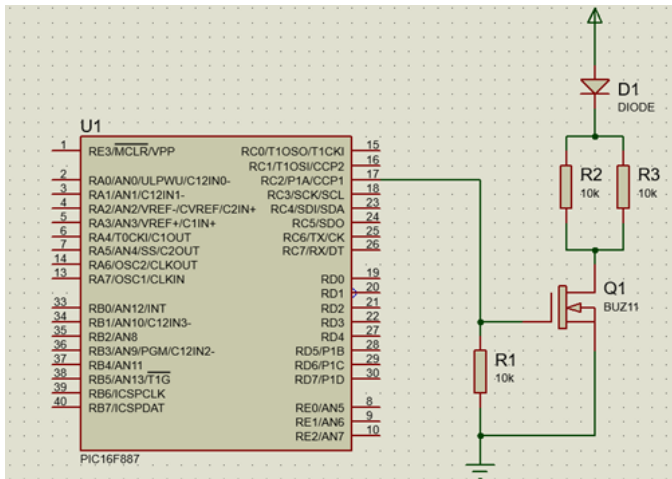 U1
1 RE3/MCLR/VPP
2 RA0/AN0/ULPWU/C12IN0-
3 RA1/AN1/C12IN1-
4 RA2/AN2/VREF-/CVREF/C2IN+
5 RA3/AN3/VREF+/C1IN+
6 RA4/T0CKI/C1OUT
7 RA5/AN4/SS/C2OUT
14 RA6/OSC2/CLKOUT
13 RA7/OSC1/CLKIN
33 RB0/AN12/INT
34 RB1/AN10/C12IN3-
35 RB2/AN8
36 RB3/AN9/PGM/C12IN2-
37 RB4/AN11
38 RB5/AN13/T1G
39 RB6/ICSPCLK
40 RB7/ICSPDAT
RC0/T1OSO/T1CKI 15
RC1/T1OSI/CCP2 16
RC2/P1A/CCP1 17
RC3/SCK/SCL 18
RC4/SDI/SDA 23
RC5/SDO 24
RC6/TX/CK 25
RC7/RX/DT 26
RD0 19
RD1 20
RD2 21
RD3 22
RD4 27
RD5/P1B 28
RD6/P1C 29
RD7/P1D 30
RE0/AN5 8
RE1/AN6 9
RE2/AN7 10
PIC16F887
D1
DIODE
R2
10k
R3
10k
Q1
BUZ11
R1
10k